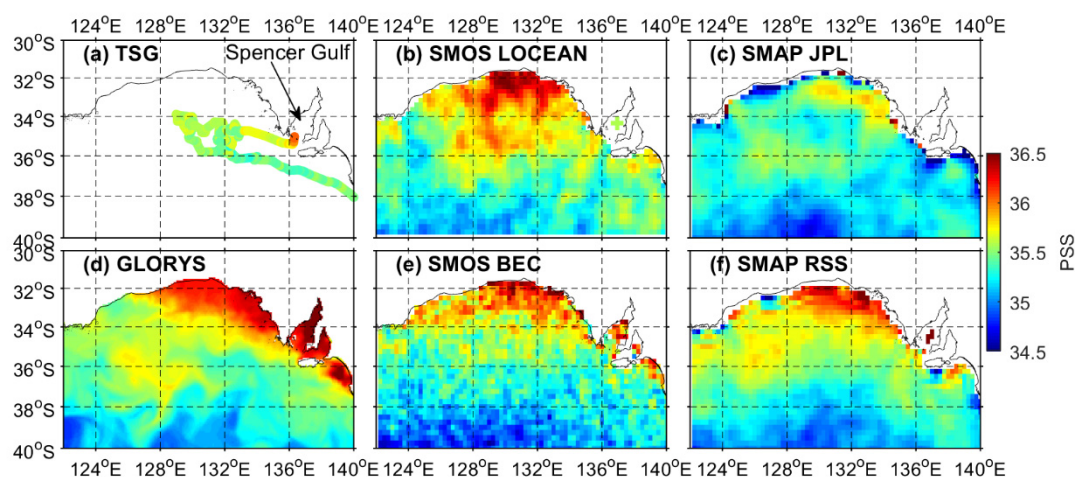 124°E 128°E 132°E 136°E 140°E 124°E 128°E 132°E 136°E 140°E 124°E 128°E 132°E 136°E 140°E
30°S (a) TSG Spencer Gulf (b) SMOS LOCEAN (c) SMAP JPL
32°S
34°S
36°S
38°S
40°S
30°S (d) GLORYS (e) SMOS BEC (f) SMAP RSS
32°S
34°S
36°S
38°S
40°S
124°E 128°E 132°E 136°E 140°E 124°E 128°E 132°E 136°E 140°E 124°E 128°E 132°E 136°E 140°E
36.5
36
35.5
35
34.5
PSS